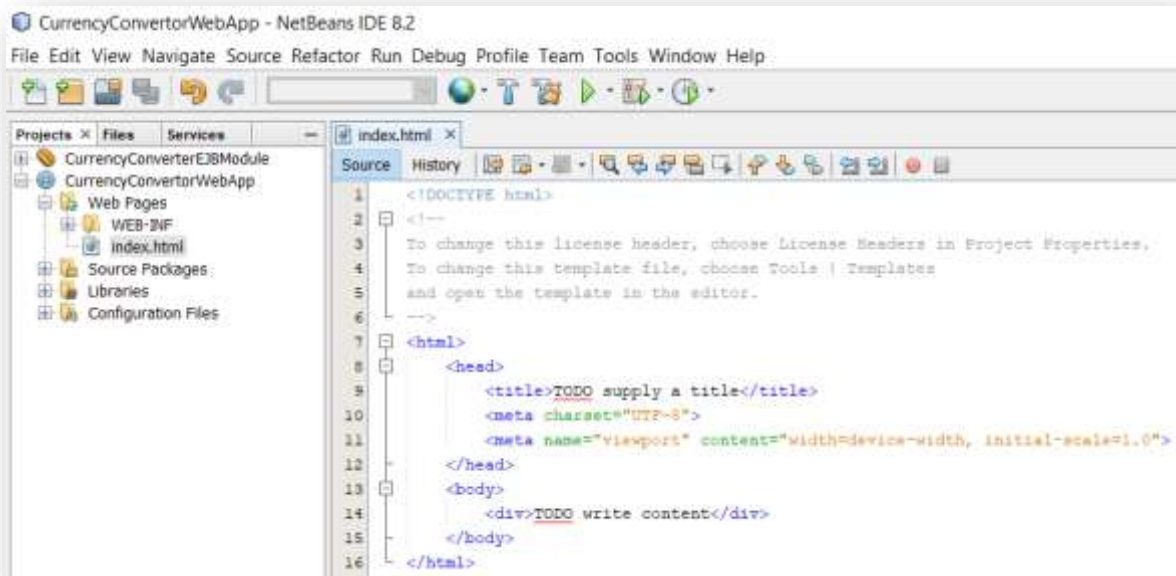 CurrencyConvertorWebApp - NetBeans IDE 8.2
File Edit View Navigate Source Refactor Run Debug Profile Team Tools Window Help
Projects Files Services
index.html
CurrencyConverterEJBModule
CurrencyConvertorWebApp
Web Pages
WEB-INF
index.html
Source Packages
Libraries
Configuration Files
Source History
1 <!DOCTYPE html>
2 <!--
3 To change this license header, choose License Headers in Project Properties.
4 To change this template file, choose Tools | Templates
5 and open the template in the editor.
6 -->
7 <html>
8 <head>
9 <title>TODO supply a title</title>
10 <meta charset="UTF-8">
11 <meta name="viewport" content="width=device-width, initial-scale=1.0">
12 </head>
13 <body>
14 <div>TODO write content</div>
15 </body>
16 </html>